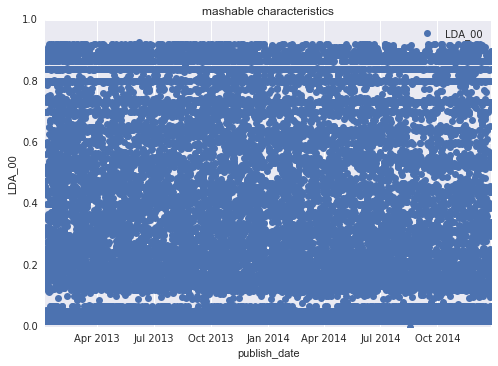 mashable characteristics
1.0
LDA_00
0.8
0.6
LDA_00
0.4
0.2
0.0
Apr 2013 Jul 2013 Oct 2013 Jan 2014 Apr 2014 Jul 2014 Oct 2014
publish_date